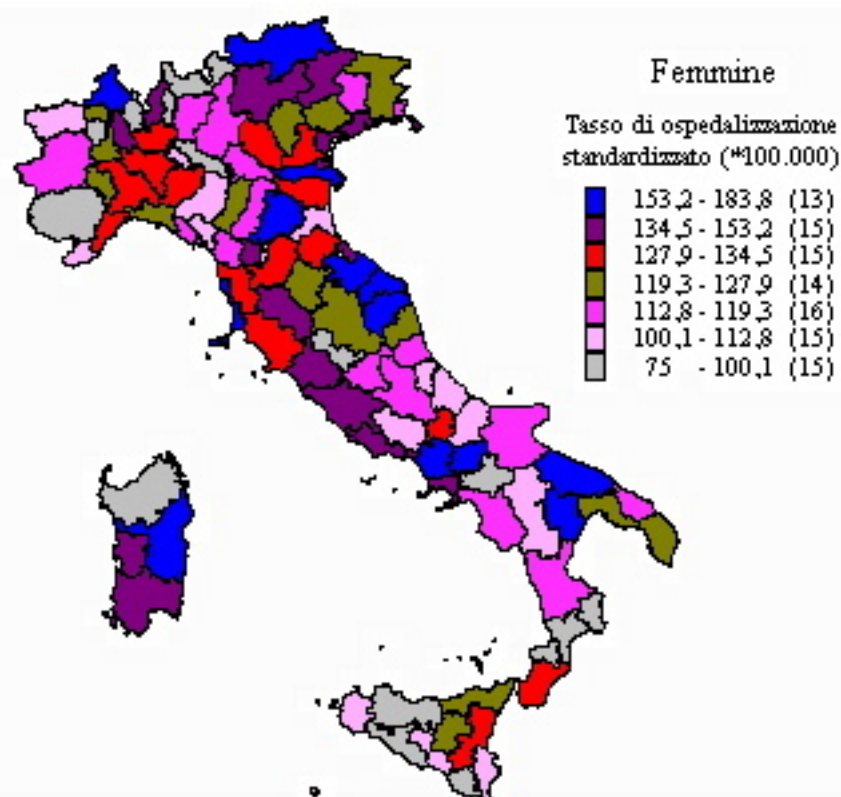 Femmine
Tasso di ospedalizzazione
standardizzato (*100.000)
153,2 - 183,8 (13)
134,5 - 153,2 (15)
127,9 - 134,5 (15)
119,3 - 127,9 (14)
112,8 - 119,3 (16)
100,1 - 112,8 (15)
75 - 100,1 (15)